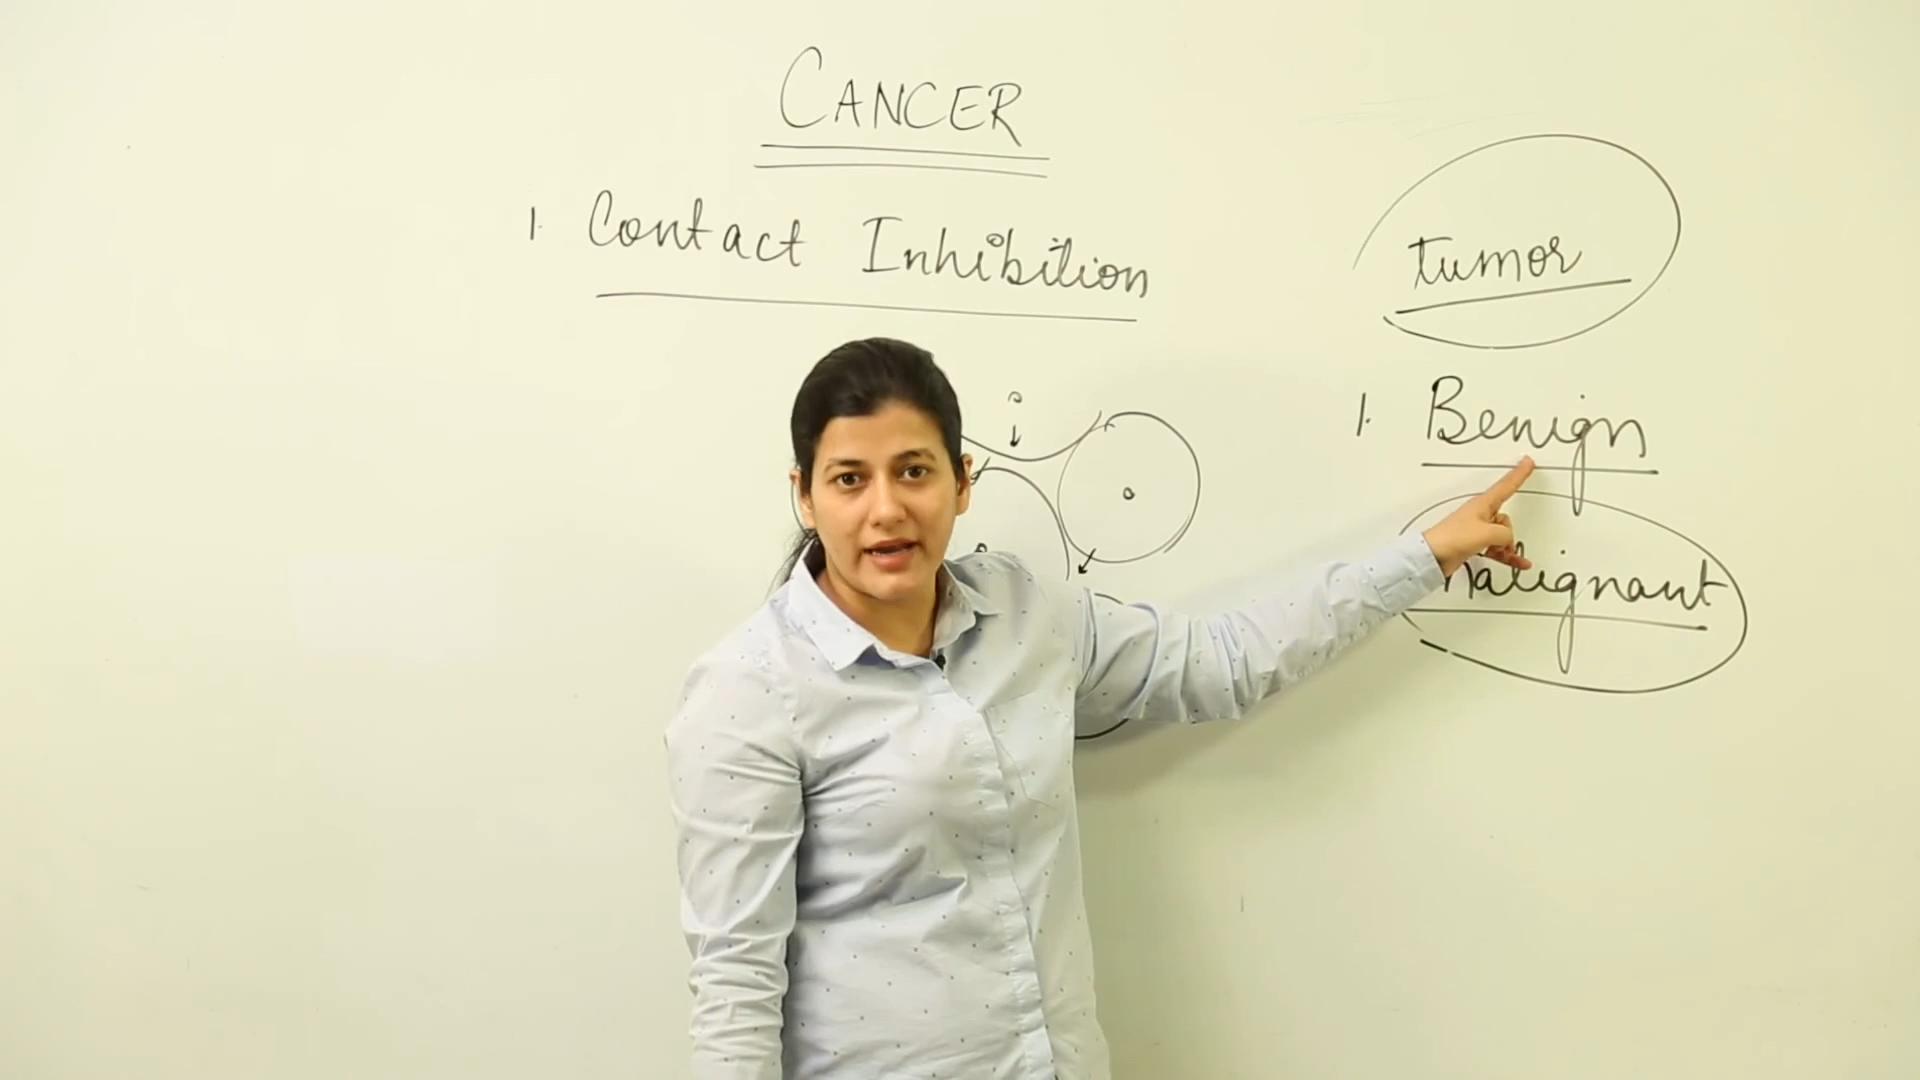 CANCER
1. Contact Inhibition
tumor
1. Benign
malignant